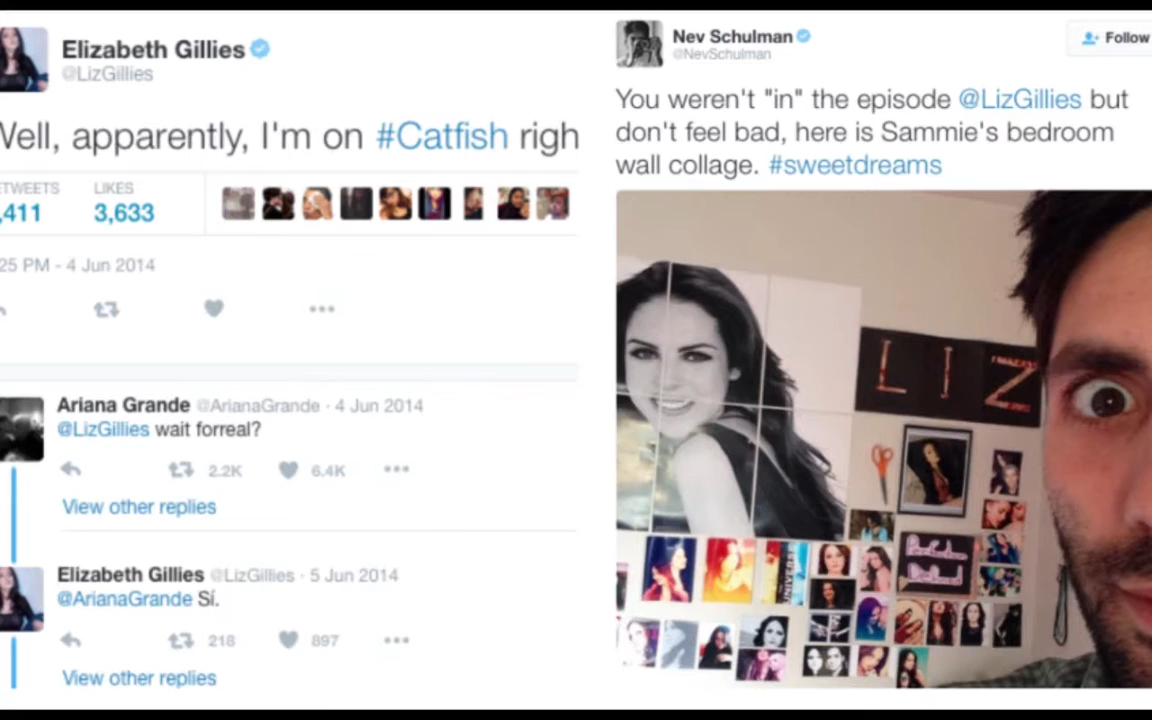 Elizabeth Gillies
@LizGillies
Well, apparently, I'm on #Catfish righ
ETWEETS LIKES
,411 3,633
25 PM - 4 Jun 2014
Ariana Grande @ArianaGrande · 4 Jun 2014
@LizGillies wait forreal?
2.2K 6.4K
View other replies
Elizabeth Gillies @LizGillies · 5 Jun 2014
@ArianaGrande Sí.
218 897
View other replies
Nev Schulman
@NevSchulman
Follow
You weren't "in" the episode @LizGillies but
don't feel bad, here is Sammie's bedroom
wall collage. #sweetdreams
LIZ